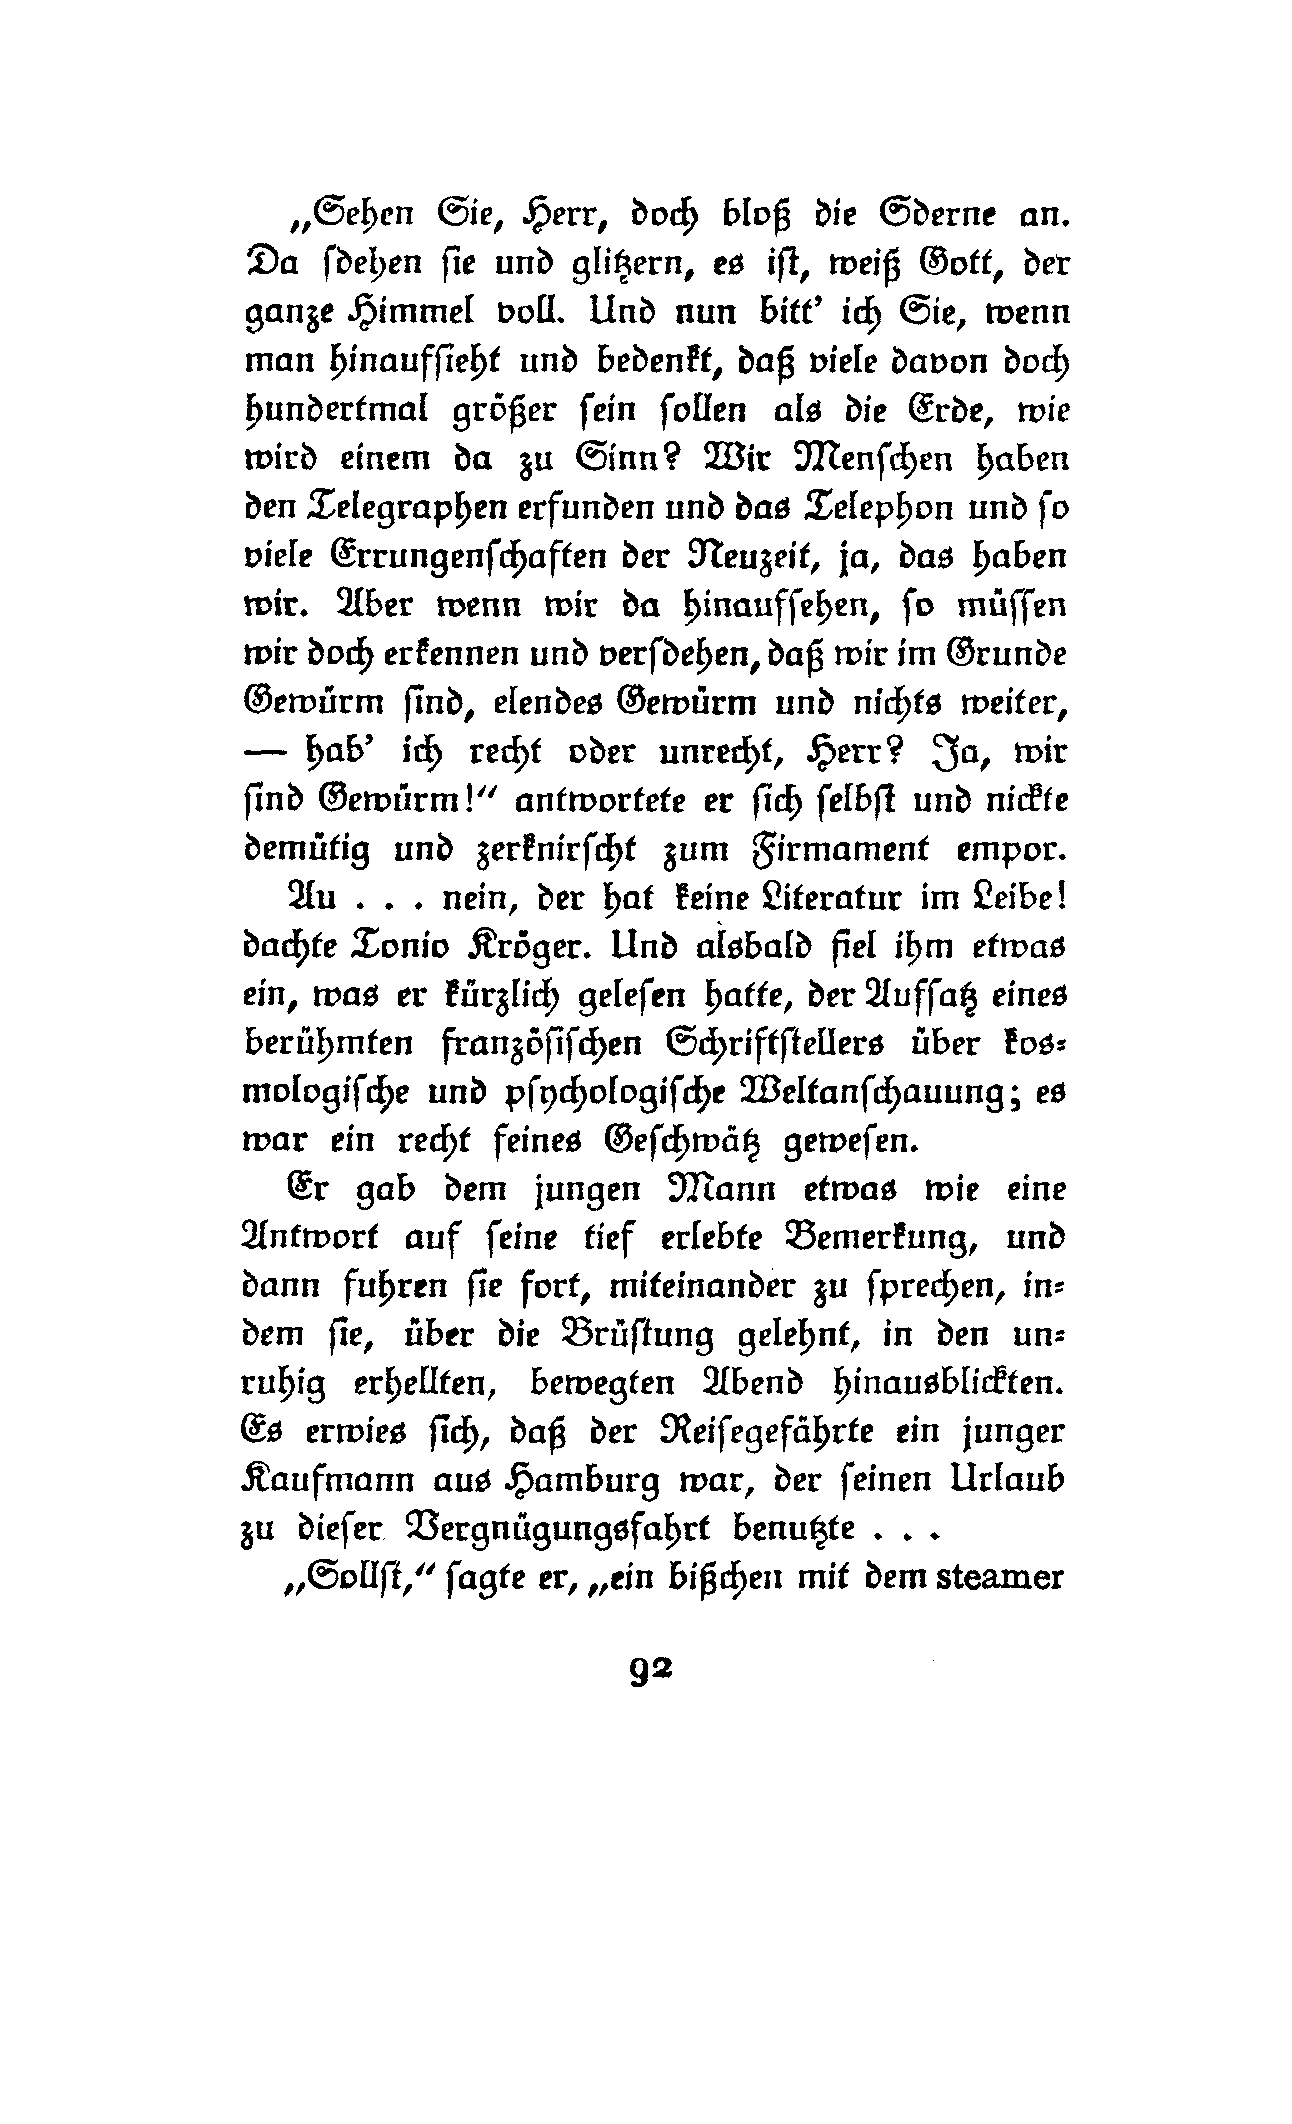 „Sehen Sie, Herr, doch bloß die Sderne an.
Da sdehen sie und glitzern, es ist, weiß Gott, der
ganze Himmel voll. Und nun bitt’ ich Sie, wenn
man hinaufsieht und bedenkt, daß viele davon doch
hundertmal größer sein sollen als die Erde, wie
wird einem da zu Sinn? Wir Menschen haben
den Telegraphen erfunden und das Telephon und so
viele Errungenschaften der Neuzeit, ja, das haben
wir. Aber wenn wir da hinaufsehen, so müssen
wir doch erkennen und versdehen, daß wir im Grunde
Gewürm sind, elendes Gewürm und nichts weiter,
— hab’ ich recht oder unrecht, Herr? Ja, wir
sind Gewürm!“ antwortete er sich selbst und nickte
demütig und zerknirscht zum Firmament empor.
Au . . . nein, der hat keine Literatur im Leibe!
dachte Tonio Kröger. Und alsbald fiel ihm etwas
ein, was er kürzlich gelesen hatte, der Aufsatz eines
berühmten französischen Schriftstellers über kos-
mologische und psychologische Weltanschauung; es
war ein recht feines Geschwätz gewesen.
Er gab dem jungen Mann etwas wie eine
Antwort auf seine tief erlebte Bemerkung, und
dann fuhren sie fort, miteinander zu sprechen, in-
dem sie, über die Brüstung gelehnt, in den un-
ruhig erhellten, bewegten Abend hinausblickten.
Es erwies sich, daß der Reisegefährte ein junger
Kaufmann aus Hamburg war, der seinen Urlaub
zu dieser Vergnügungsfahrt benutzte . . .
„Sollst,“ sagte er, „ein bißchen mit dem steamer
92